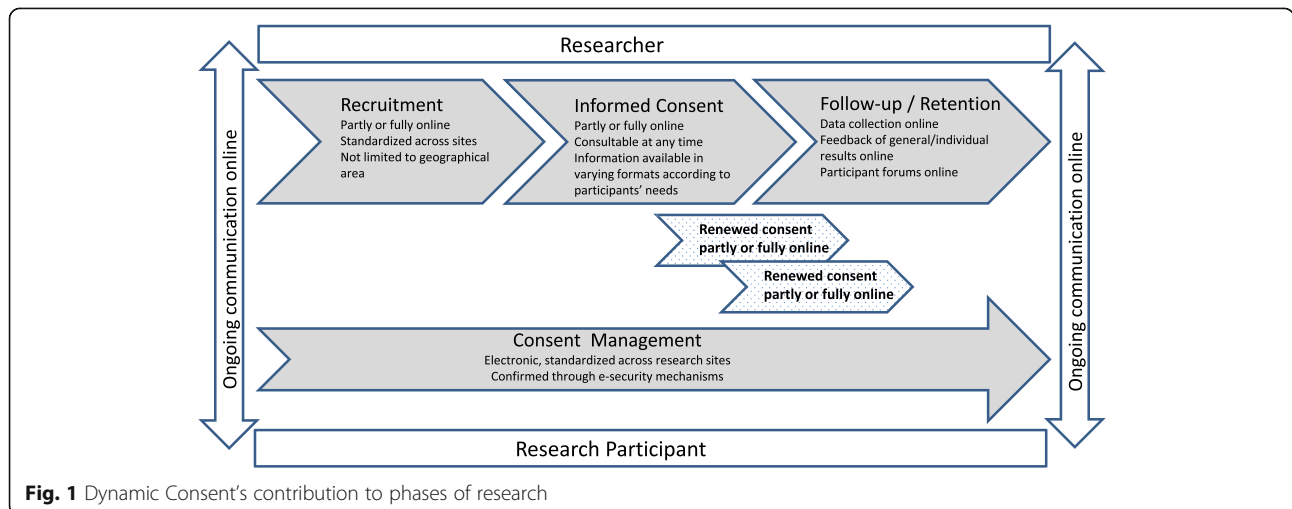 Researcher
Ongoing communication online
Recruitment
Partly or fully online
Standardized across sites
Not limited to geographical
area
Informed Consent
Partly or fully online
Consultable at any time
Information available in
varying formats according to
participants' needs
Follow-up / Retention
Data collection online
Feedback of general/individual
results online
Participant forums online
Ongoing communication online
Renewed consent
partly or fully online
Renewed consent
partly or fully online
Consent Management
Electronic, standardized across research sites
Confirmed through e-security mechanisms
Research Participant
Fig. 1 Dynamic Consent's contribution to phases of research